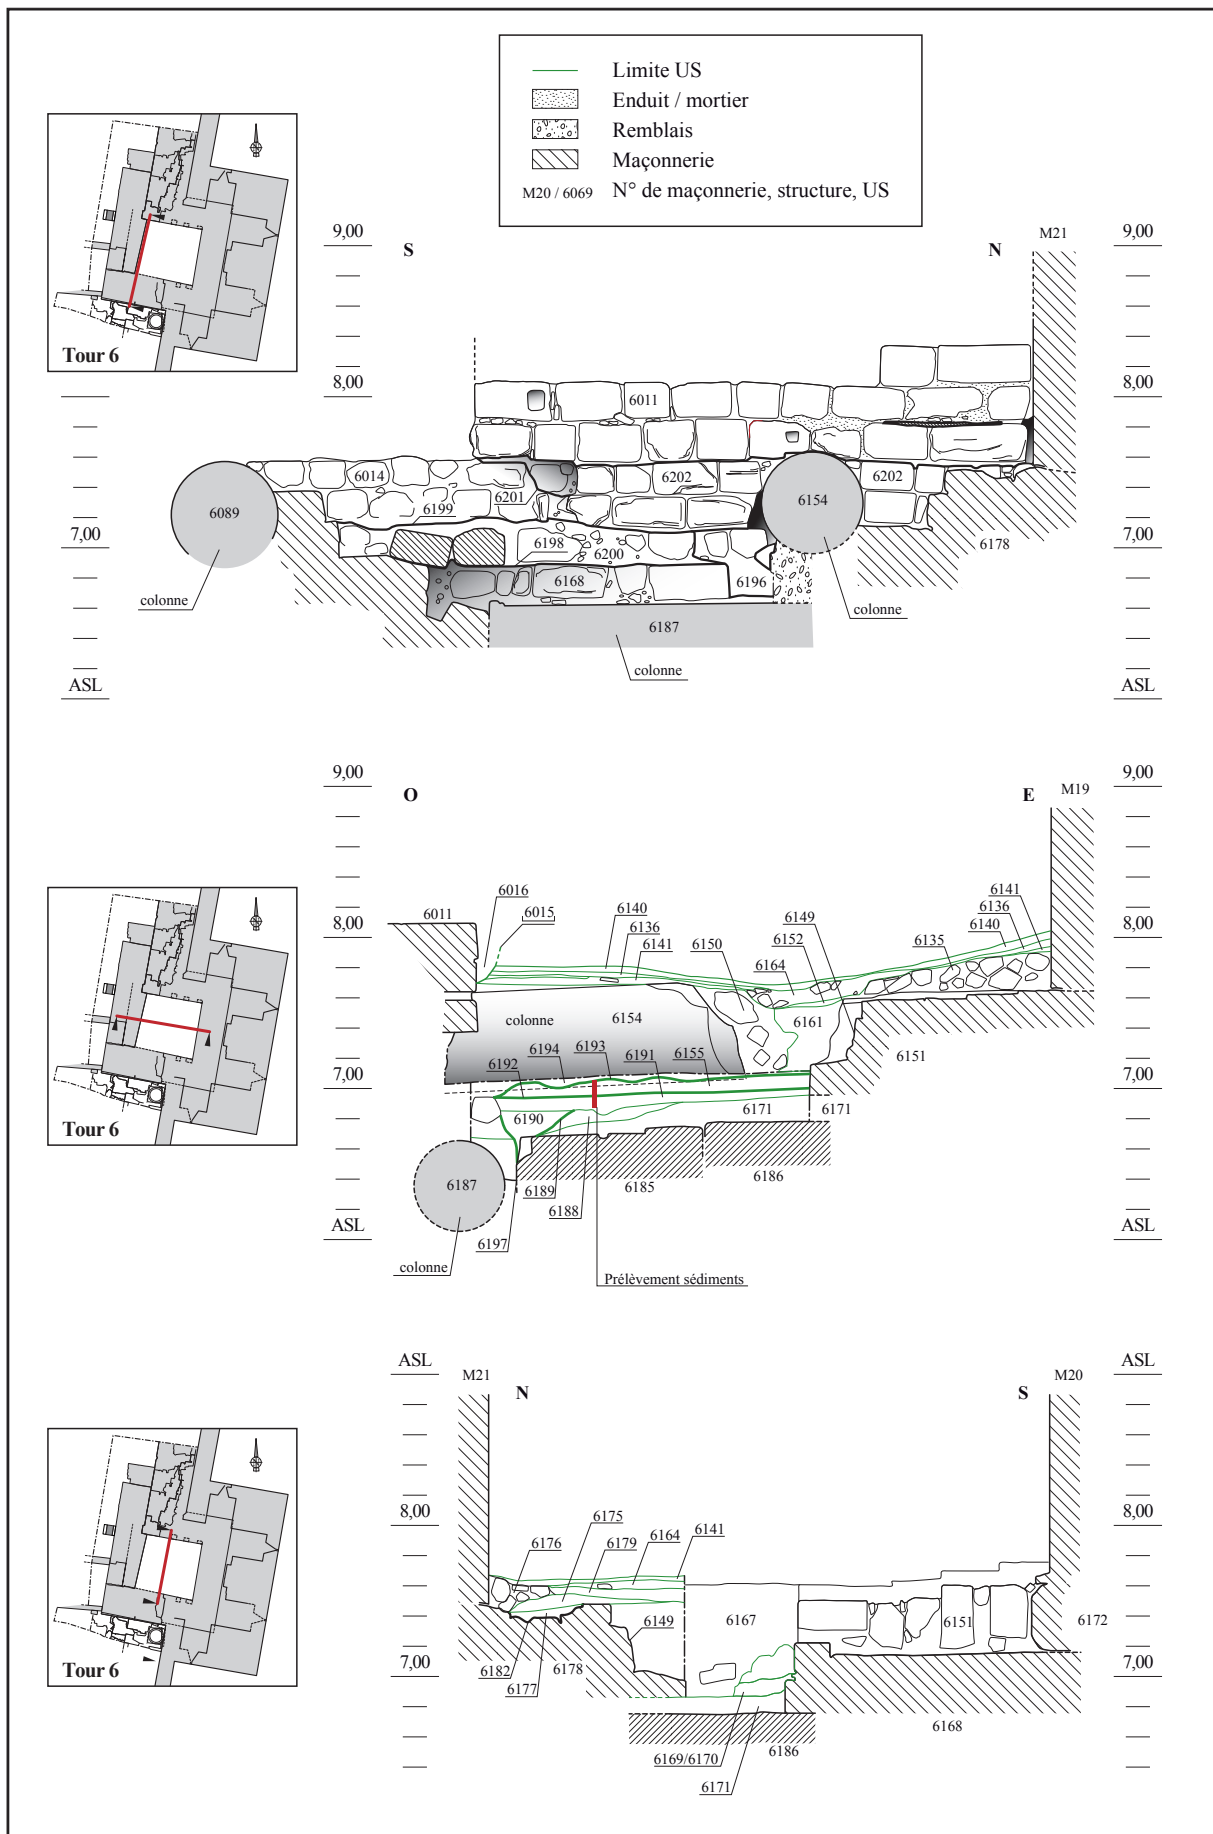 Limite US
Enduit / mortier
Remblais
Maçonnerie
M20 / 6069 N° de maçonnerie, structure, US
Tour 6
9,00 9,00
S N M21
8,00 8,00
6011
6014 6202 6202
6201
6199 6154
6089
7,00 7,00
6198 6200 6178
6168 6196
colonne colonne
6187
colonne
ASL ASL
Tour 6
9,00 9,00
O E M19
6016 6141
6015 6140 6149 6136
6011 6136 6152 6140
8,00 8,00
6141 6150 6135
6164
colonne 6154 6161
6194 6193 6191 6155 6151
6192
7,00 7,00
6190 6171 6171
6187 6189 6185 6186
6188
ASL ASL
6197
colonne
Prélèvement sédiments
Tour 6
ASL ASL
M21 N S M20
8,00 8,00
6175
6176 6179 6164 6141
6149 6167 6151 6172
7,00 7,00
6182 6178
6177
6168
6169/6170 6186
6171